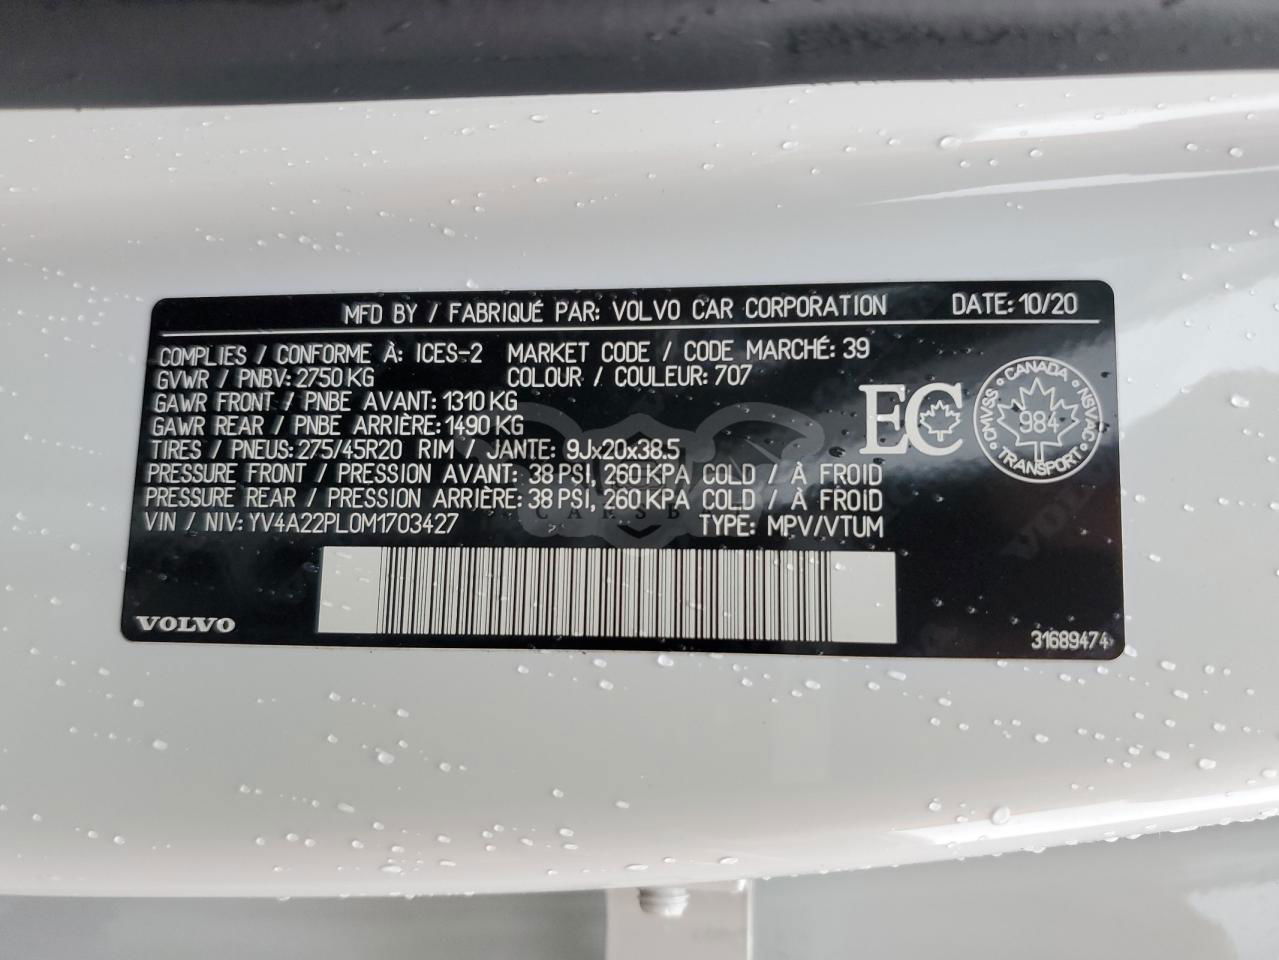 MFD BY / FABRIQUÉ PAR: VOLVO CAR CORPORATION DATE: 10/20
COMPLIES / CONFORME À: ICES-2 MARKET CODE / CODE MARCHÉ: 39
GVWR / PNBV: 2750 KG COLOUR / COULEUR: 707
GAWR FRONT / PNBE AVANT: 1310 KG
GAWR REAR / PNBE ARRIÈRE: 1490 KG
TIRES / PNEUS: 275/45R20 RIM / JANTE: 9Jx20x38.5
PRESSURE FRONT / PRESSION AVANT: 38 PSI, 260 KPA COLD / À FROID
PRESSURE REAR / PRESSION ARRIÈRE: 38 PSI, 260 KPA COLD / À FROID
VIN / NIV: YV4A22PL0M1703427 TYPE: MPV/VTUM
EC
CANADA
CMVSS 984 NSVAC
TRANSPORT
VOLVO
31689474